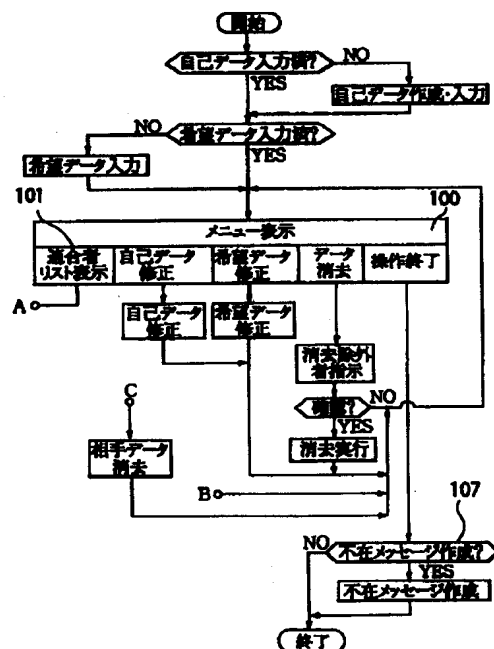 開始
自己データ入力済?
NO
YES
自己データ作成・入力
NO
希望データ入力済?
YES
希望データ入力
101
100
メニュー表示
適合者
リスト表示
自己データ
修正
希望データ
修正
データ
消去
操作終了
A
自己データ
修正
希望データ
修正
消去除外
者指示
C
確認?
NO
YES
相手データ
消去
消去実行
B
107
NO
不在メッセージ作成?
YES
不在メッセージ作成
終了